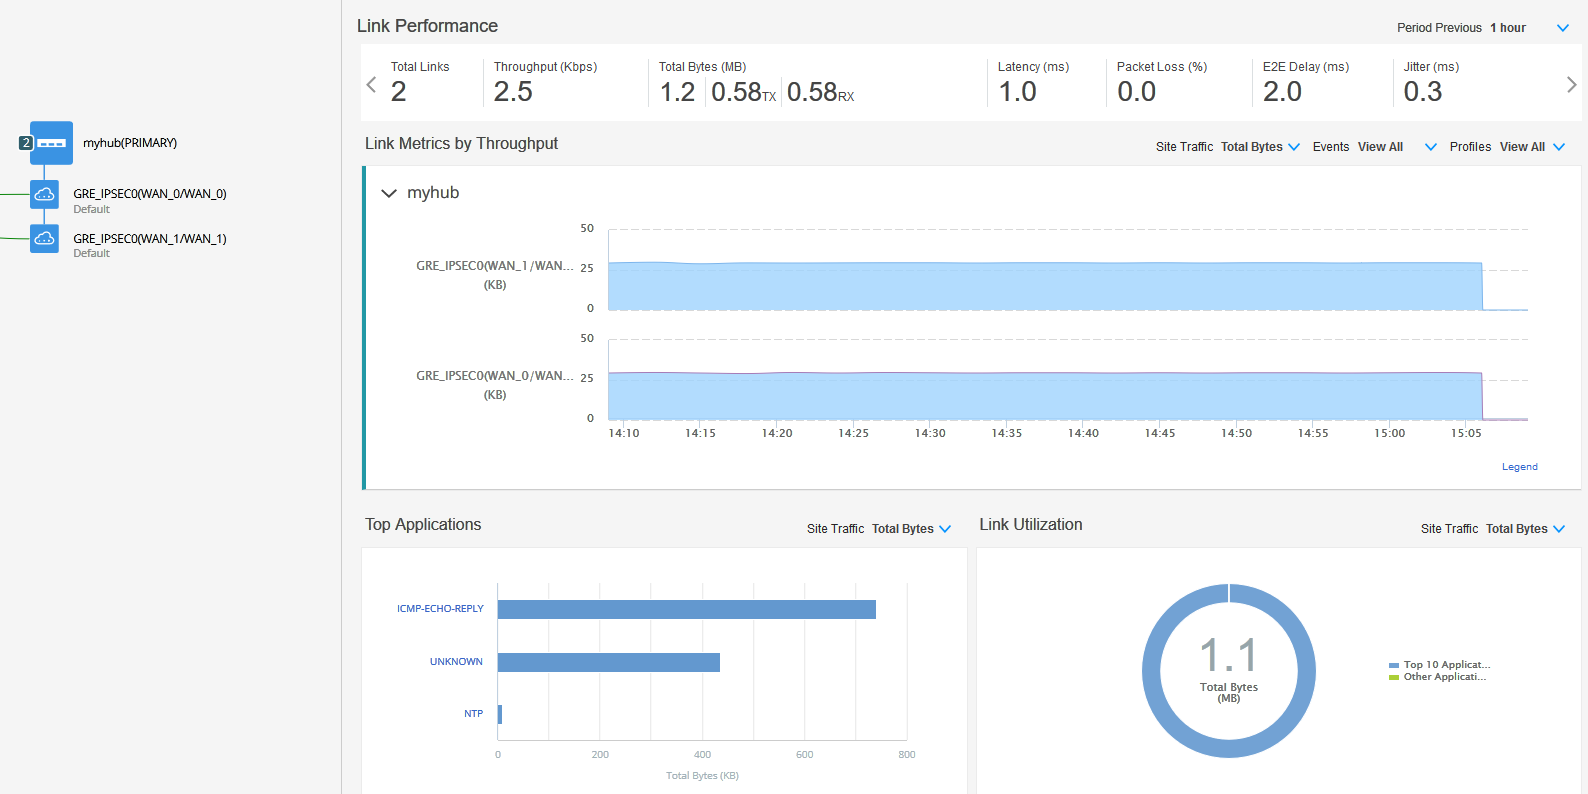 2
myhub(PRIMARY)
GRE_IPSEC0(WAN_0/WAN_0)
Default
GRE_IPSEC0(WAN_1/WAN_1)
Default
Link Performance
Period Previous 1 hour
Total Links
2
Throughput (Kbps)
2.5
Total Bytes (MB)
1.2 0.58TX 0.58RX
Latency (ms)
1.0
Packet Loss (%)
0.0
E2E Delay (ms)
2.0
Jitter (ms)
0.3
Link Metrics by Throughput
Site Traffic Total Bytes Events View All Profiles View All
myhub
50
GRE_IPSEC0(WAN_1/WAN... 25
(KB)
0
50
GRE_IPSEC0(WAN_0/WAN... 25
(KB)
0
14:10 14:15 14:20 14:25 14:30 14:35 14:40 14:45 14:50 14:55 15:00 15:05
Legend
Top Applications
Site Traffic Total Bytes
ICMP-ECHO-REPLY
UNKNOWN
NTP
0 200 400 600 800
Total Bytes (KB)
Link Utilization
Site Traffic Total Bytes
1.1
Total Bytes
(MB)
Top 10 Applicat...
Other Applicati...